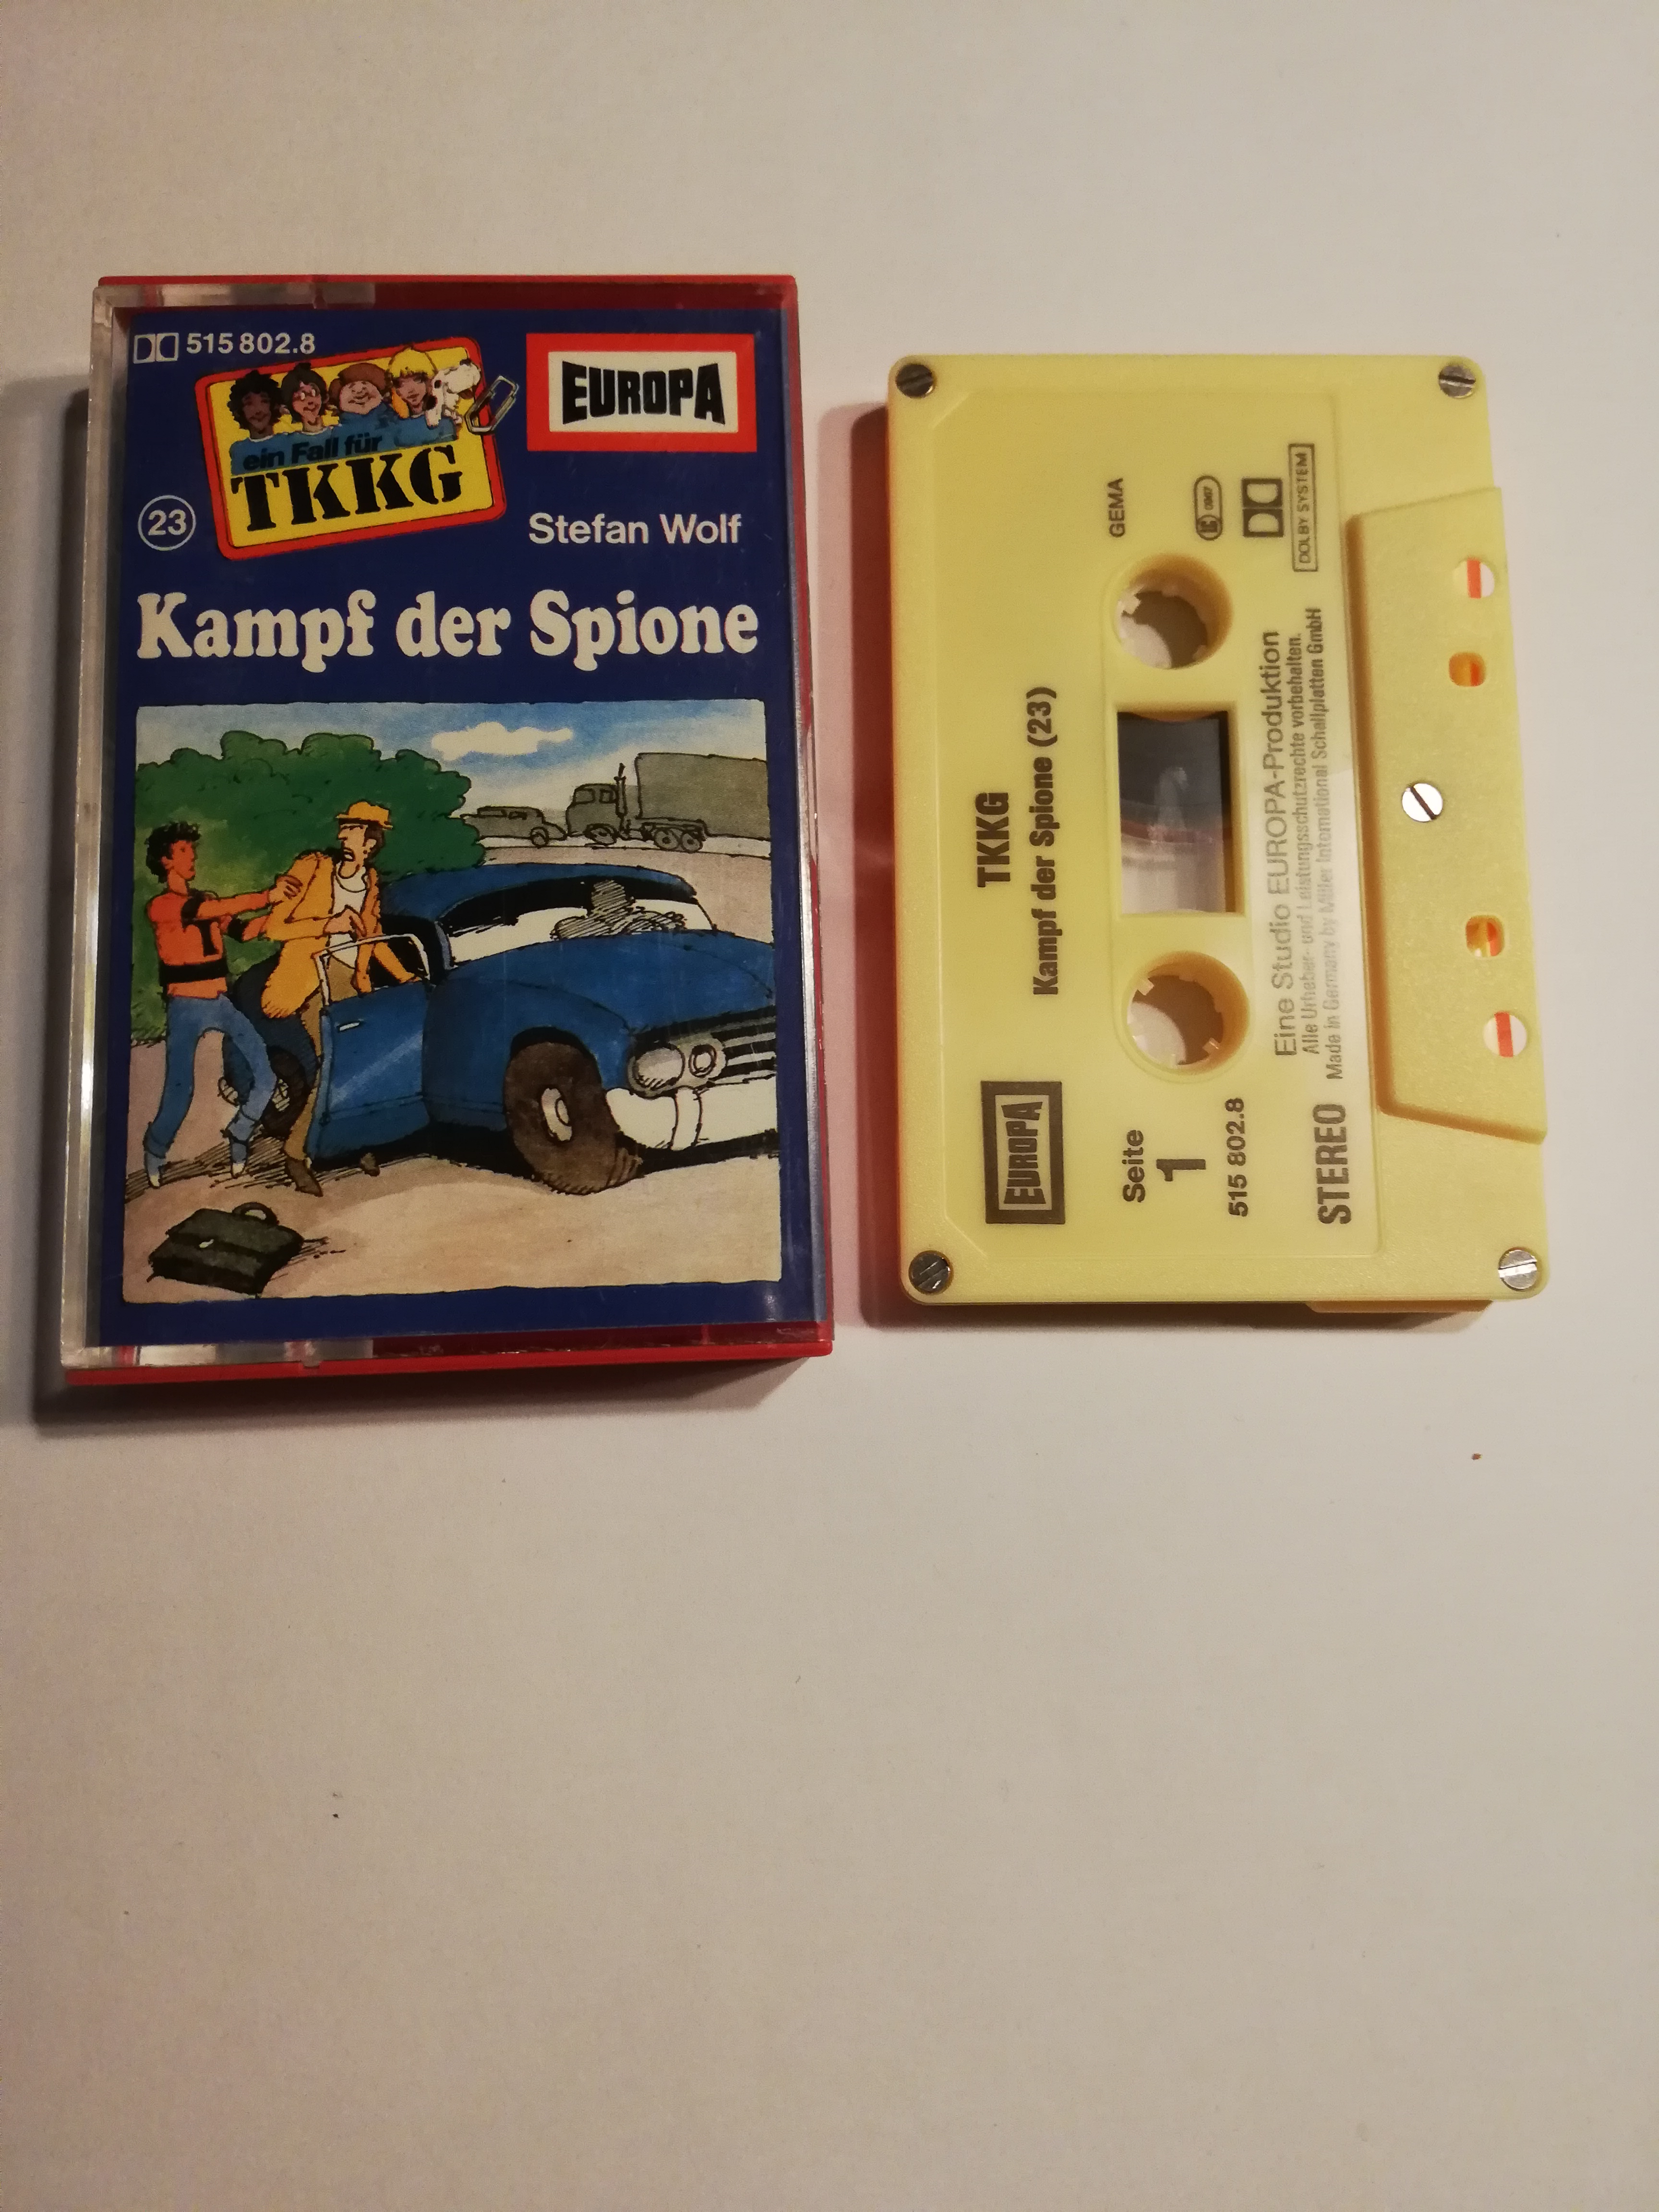 515 802.8
EUROPA
ein Fall für
TKKG
23
Stefan Wolf
Kampf der Spione
T
TKKG
Kampf der Spione (23)
EUROPA
Seite
1
515 802.8
GEMA
DOLBY SYSTEM
Eine Studio EUROPA-Produktion
Alle Urheber- und Leistungsschutzrechte vorbehalten.
STEREO Made in Germany by Miller International Schallplatten GmbH